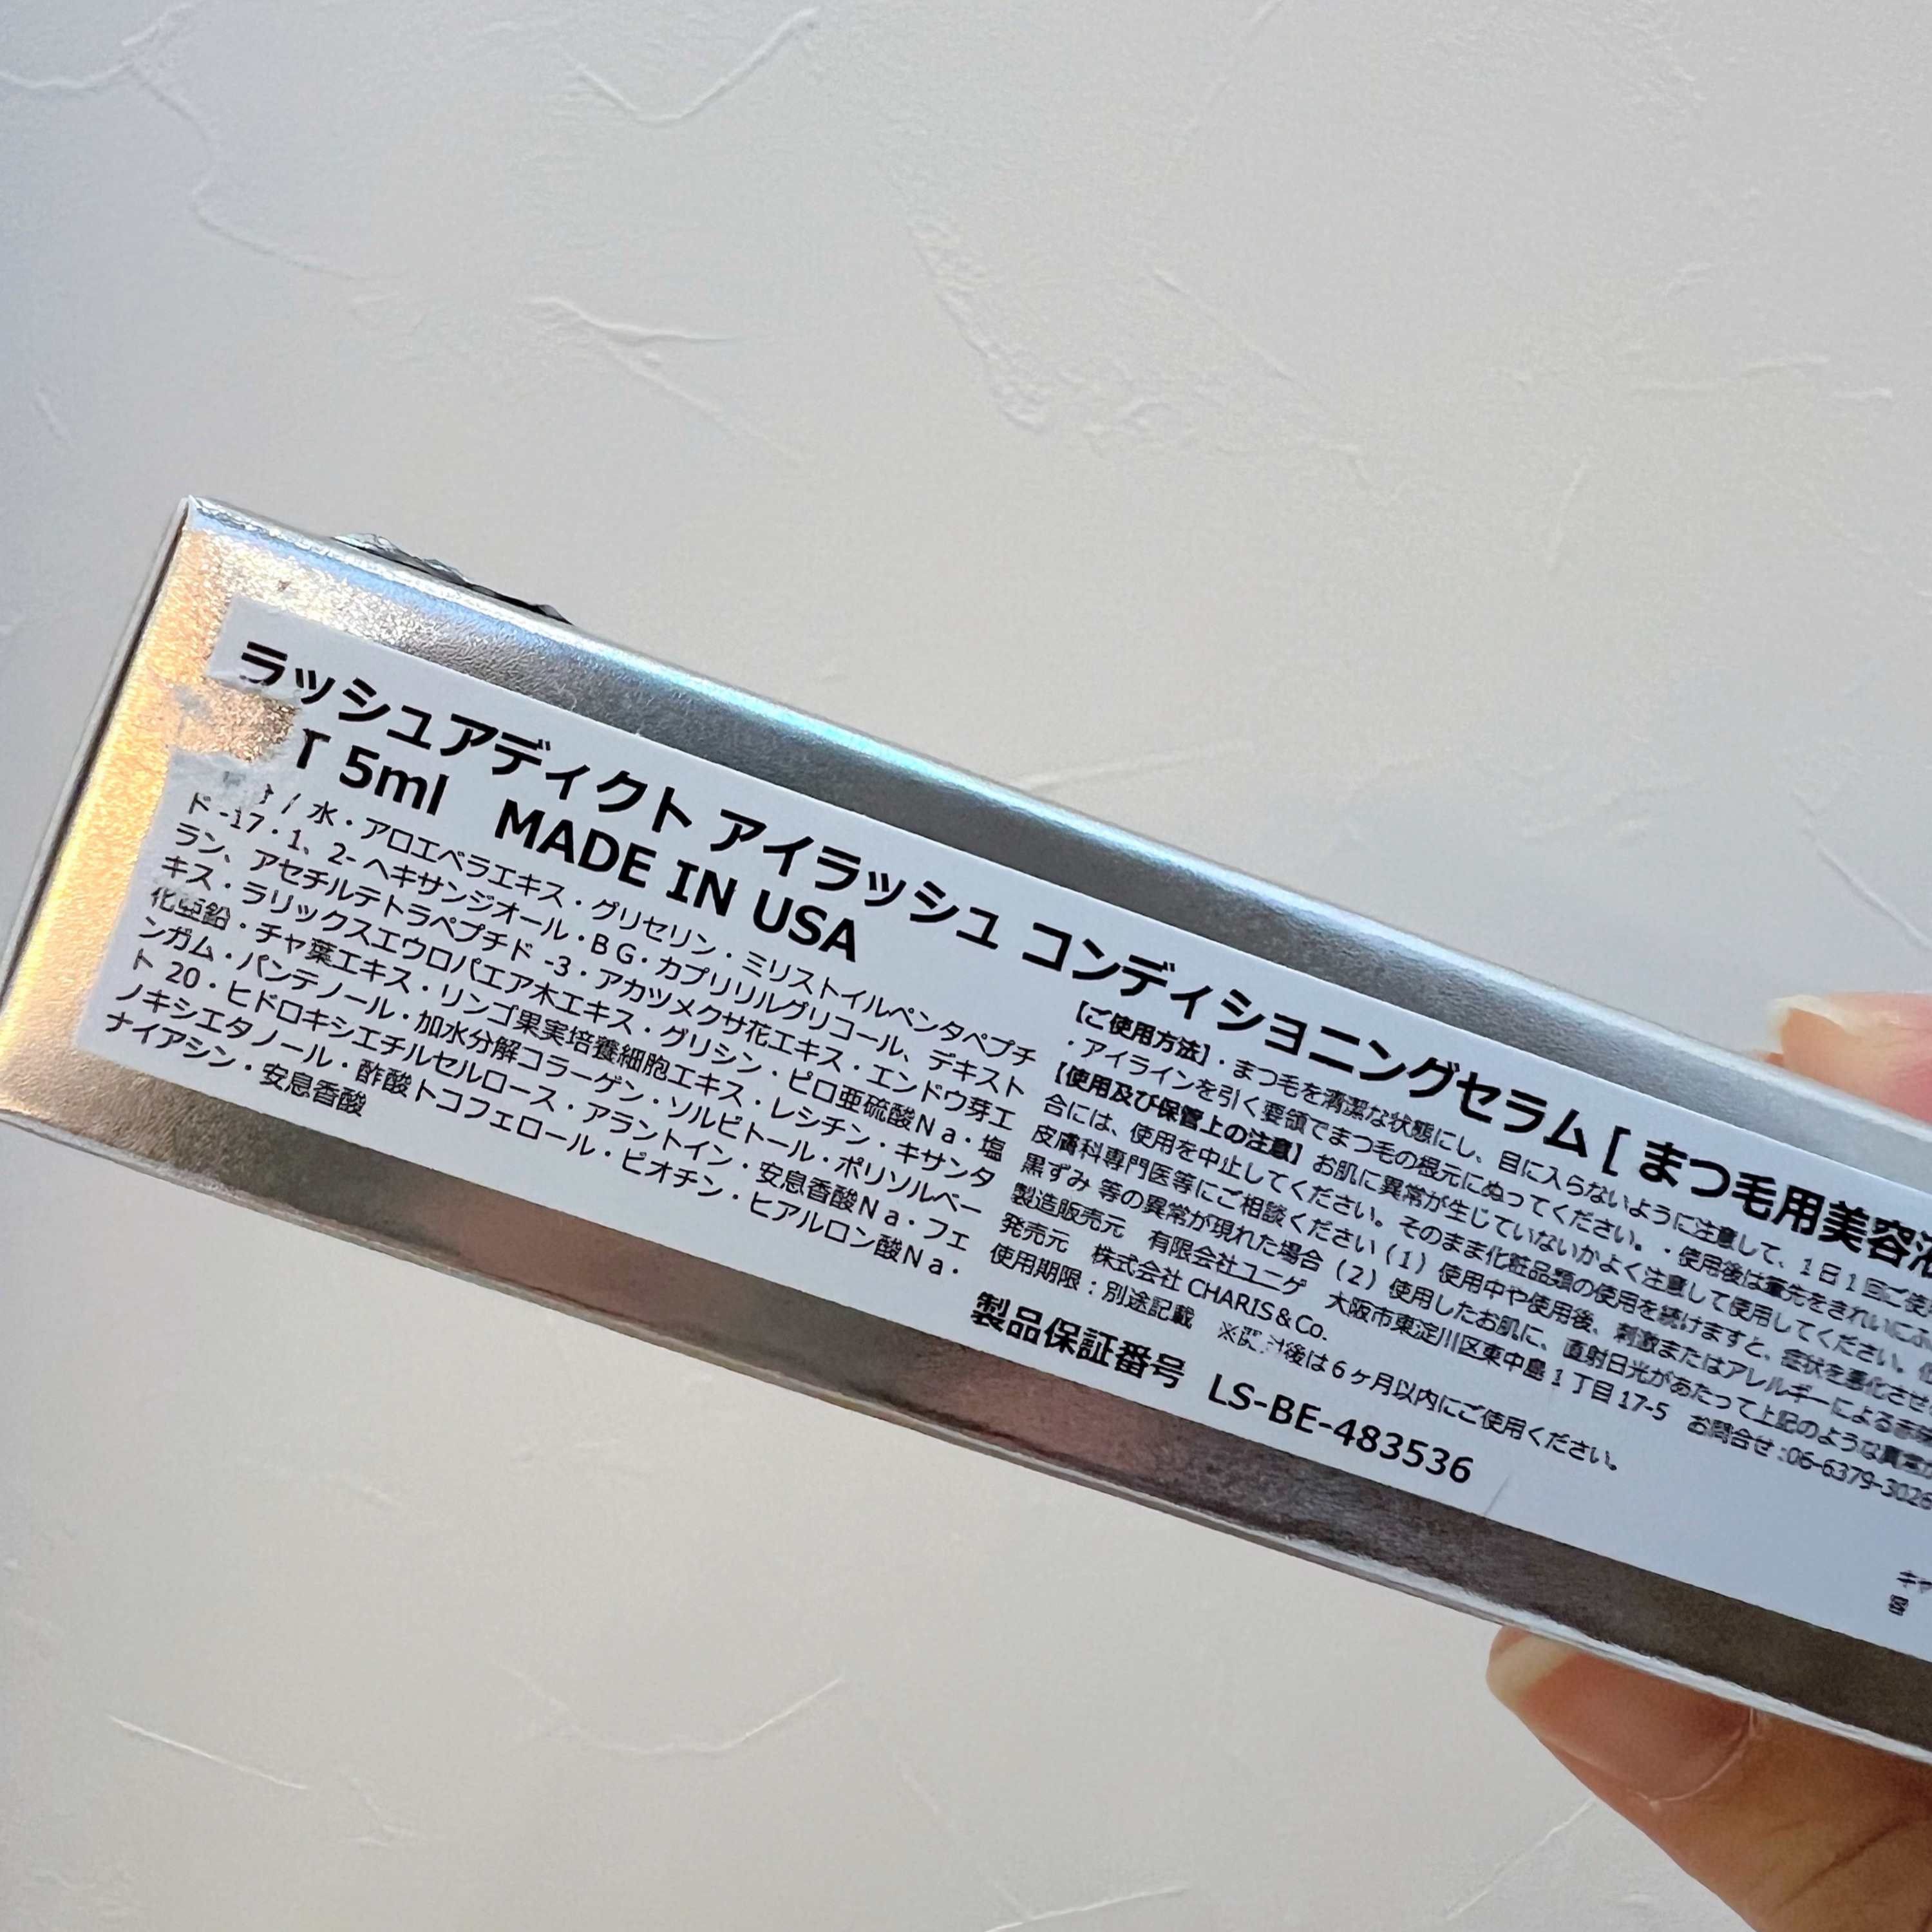 ラッシュアディクト アイラッシュ コンディショニングセラム [ まつ毛用美容
T 5ml MADE IN USA
/ 水・アロエベラエキス・グリセリン・ミリストイルペンタペプチ
ド -17・1、2- ヘキサンジオール・BG・カプリリルグリコール、デキスト
ラン、アセチルテトラペプチド -3・アカツメクサ花エキス・エンドウ芽エ
キス・ラリックスエウロパエア木エキス・グリシン・ピロ亜硫酸Na・塩
化亜鉛・チャ葉エキス・リンゴ果実培養細胞エキス・レシチン・キサンタ
ンガム・パンテノール・加水分解コラーゲン・ソルビトール・ポリソルベー
ト 20・ヒドロキシエチルセルロース・アラントイン・安息香酸Na・フェ
ノキシエタノール・酢酸トコフェロール・ビオチン・ヒアルロン酸Na・
ナイアシン・安息香酸
【ご使用方法】・まつ毛を清潔な状態にし、目に入らないように注意して、1日1回ご使
・アイラインを引く要領でまつ毛の根元にぬってください。・使用後は筆先をきれいに
【使用及び保管上の注意】お肌に異常が生じていないかよく注意して使用してください。
合には、使用を中止してください。そのまま化粧品類の使用を続けますと、症状を悪化させ
皮膚科専門医等にご相談ください（1）使用中や使用後、刺激またはアレルギーによる赤
黒ずみ 等の異常が現れた場合（2）使用したお肌に、直射日光があたって上記のような異常
製造販売元 有限会社ユーゲ 大阪市東淀川区東中島1丁目17-5 お問合せ:06-6379-3026
発売元 株式会社 CHARIS&Co.
使用期限：別途記載 ※開封後は6ヶ月以内にご使用ください。
製品保証番号 LS-BE-483536